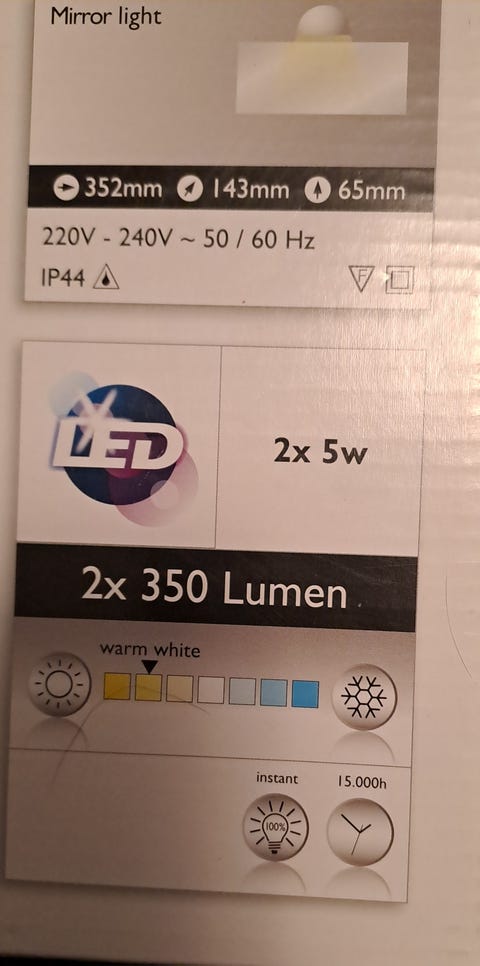 Mirror light
352mm 143mm 65mm
220V - 240V ~ 50 / 60 Hz
IP44 F
LED
2x 5w
2x 350 Lumen
warm white
instant 15.000h
100%